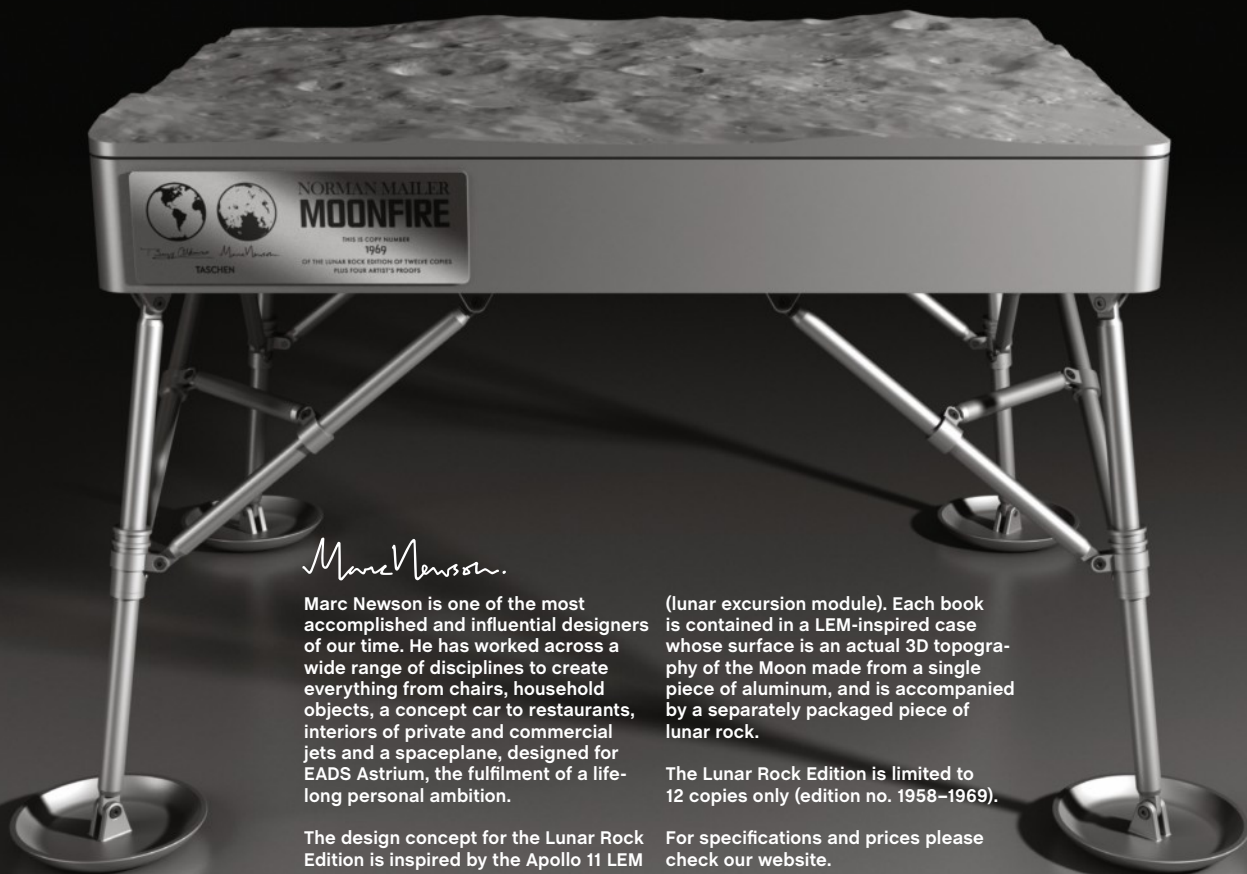 NORMAN MAILER
MOONFIRE
THIS IS COPY NUMBER
1969
OF THE LUNAR ROCK EDITION OF TWELVE COPIES
PLUS FOUR ARTIST'S PROOFS
Marc Newson
TASCHEN
Marc Newson.
Marc Newson is one of the most
accomplished and influential designers
of our time. He has worked across a
wide range of disciplines to create
everything from chairs, household
objects, a concept car to restaurants,
interiors of private and commercial
jets and a spaceplane, designed for
EADS Astrium, the fulfilment of a life-
long personal ambition.
The design concept for the Lunar Rock
Edition is inspired by the Apollo 11 LEM
(lunar excursion module). Each book
is contained in a LEM-inspired case
whose surface is an actual 3D topogra-
phy of the Moon made from a single
piece of aluminum, and is accompanied
by a separately packaged piece of
lunar rock.
The Lunar Rock Edition is limited to
12 copies only (edition no. 1958–1969).
For specifications and prices please
check our website.